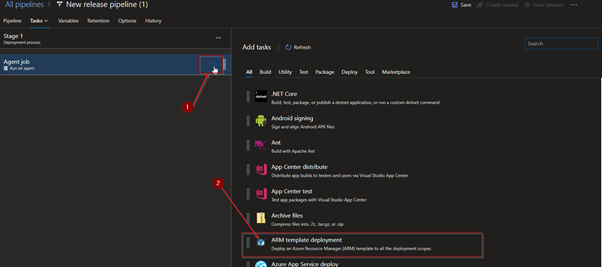 All pipelines > New release pipeline (1)
Save Create release View releases ...
Pipeline Tasks Variables Retention Options History
Stage 1
Deployment process
...
Agent job
Run on agent
1
2
Add tasks Refresh
Search
All Build Utility Test Package Deploy Tool Marketplace
.NET Core
Build, test, package, or publish a dotnet application, or run a custom dotnet command
Android signing
Sign and align Android APK files
Ant
Build with Apache Ant
App Center distribute
Distribute app builds to testers and users via Visual Studio App Center
App Center test
Test app packages with Visual Studio App Center
Archive files
Compress files into .7z, .tar.gz, or .zip
ARM template deployment
Deploy an Azure Resource Manager (ARM) template to all the deployment scopes
Azure App Service deploy